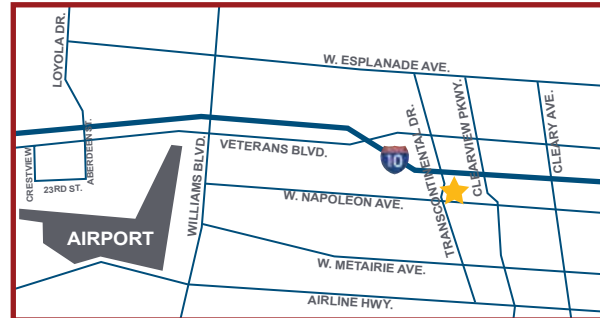 LOYOLA DR.
W. ESPLANADE AVE.
CRESTVIEW
ABERDEEN ST.
23RD ST.
WILLIAMS BLVD.
VETERANS BLVD.
10
TRANSCONTINENTAL DR.
CLEARVIEW PKWY.
CLEARY AVE.
W. NAPOLEON AVE.
AIRPORT
W. METAIRIE AVE.
AIRLINE HWY.